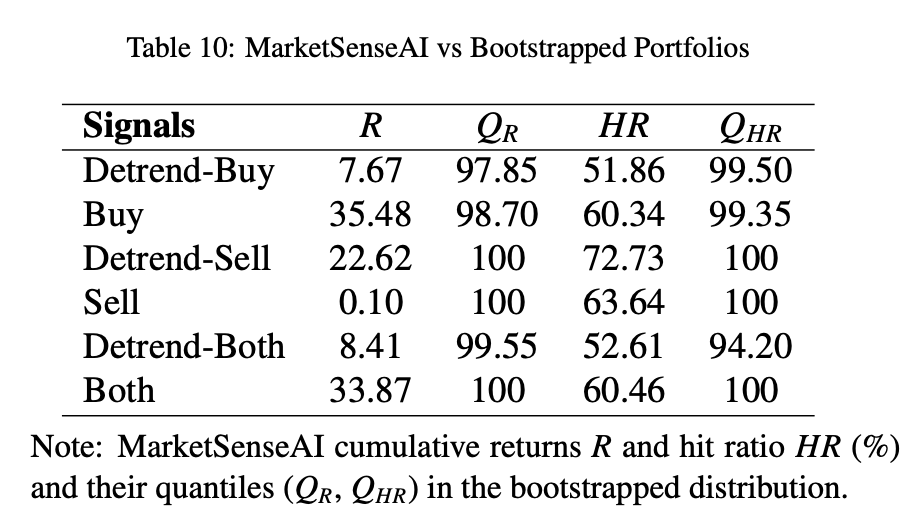 Table 10: MarketSenseAI vs Bootstrapped Portfolios
Signals R Q_R HR Q_HR
Detrend-Buy 7.67 97.85 51.86 99.50
Buy 35.48 98.70 60.34 99.35
Detrend-Sell 22.62 100 72.73 100
Sell 0.10 100 63.64 100
Detrend-Both 8.41 99.55 52.61 94.20
Both 33.87 100 60.46 100
Note: MarketSenseAI cumulative returns R and hit ratio HR (%)
and their quantiles (Q_R, Q_HR) in the bootstrapped distribution.